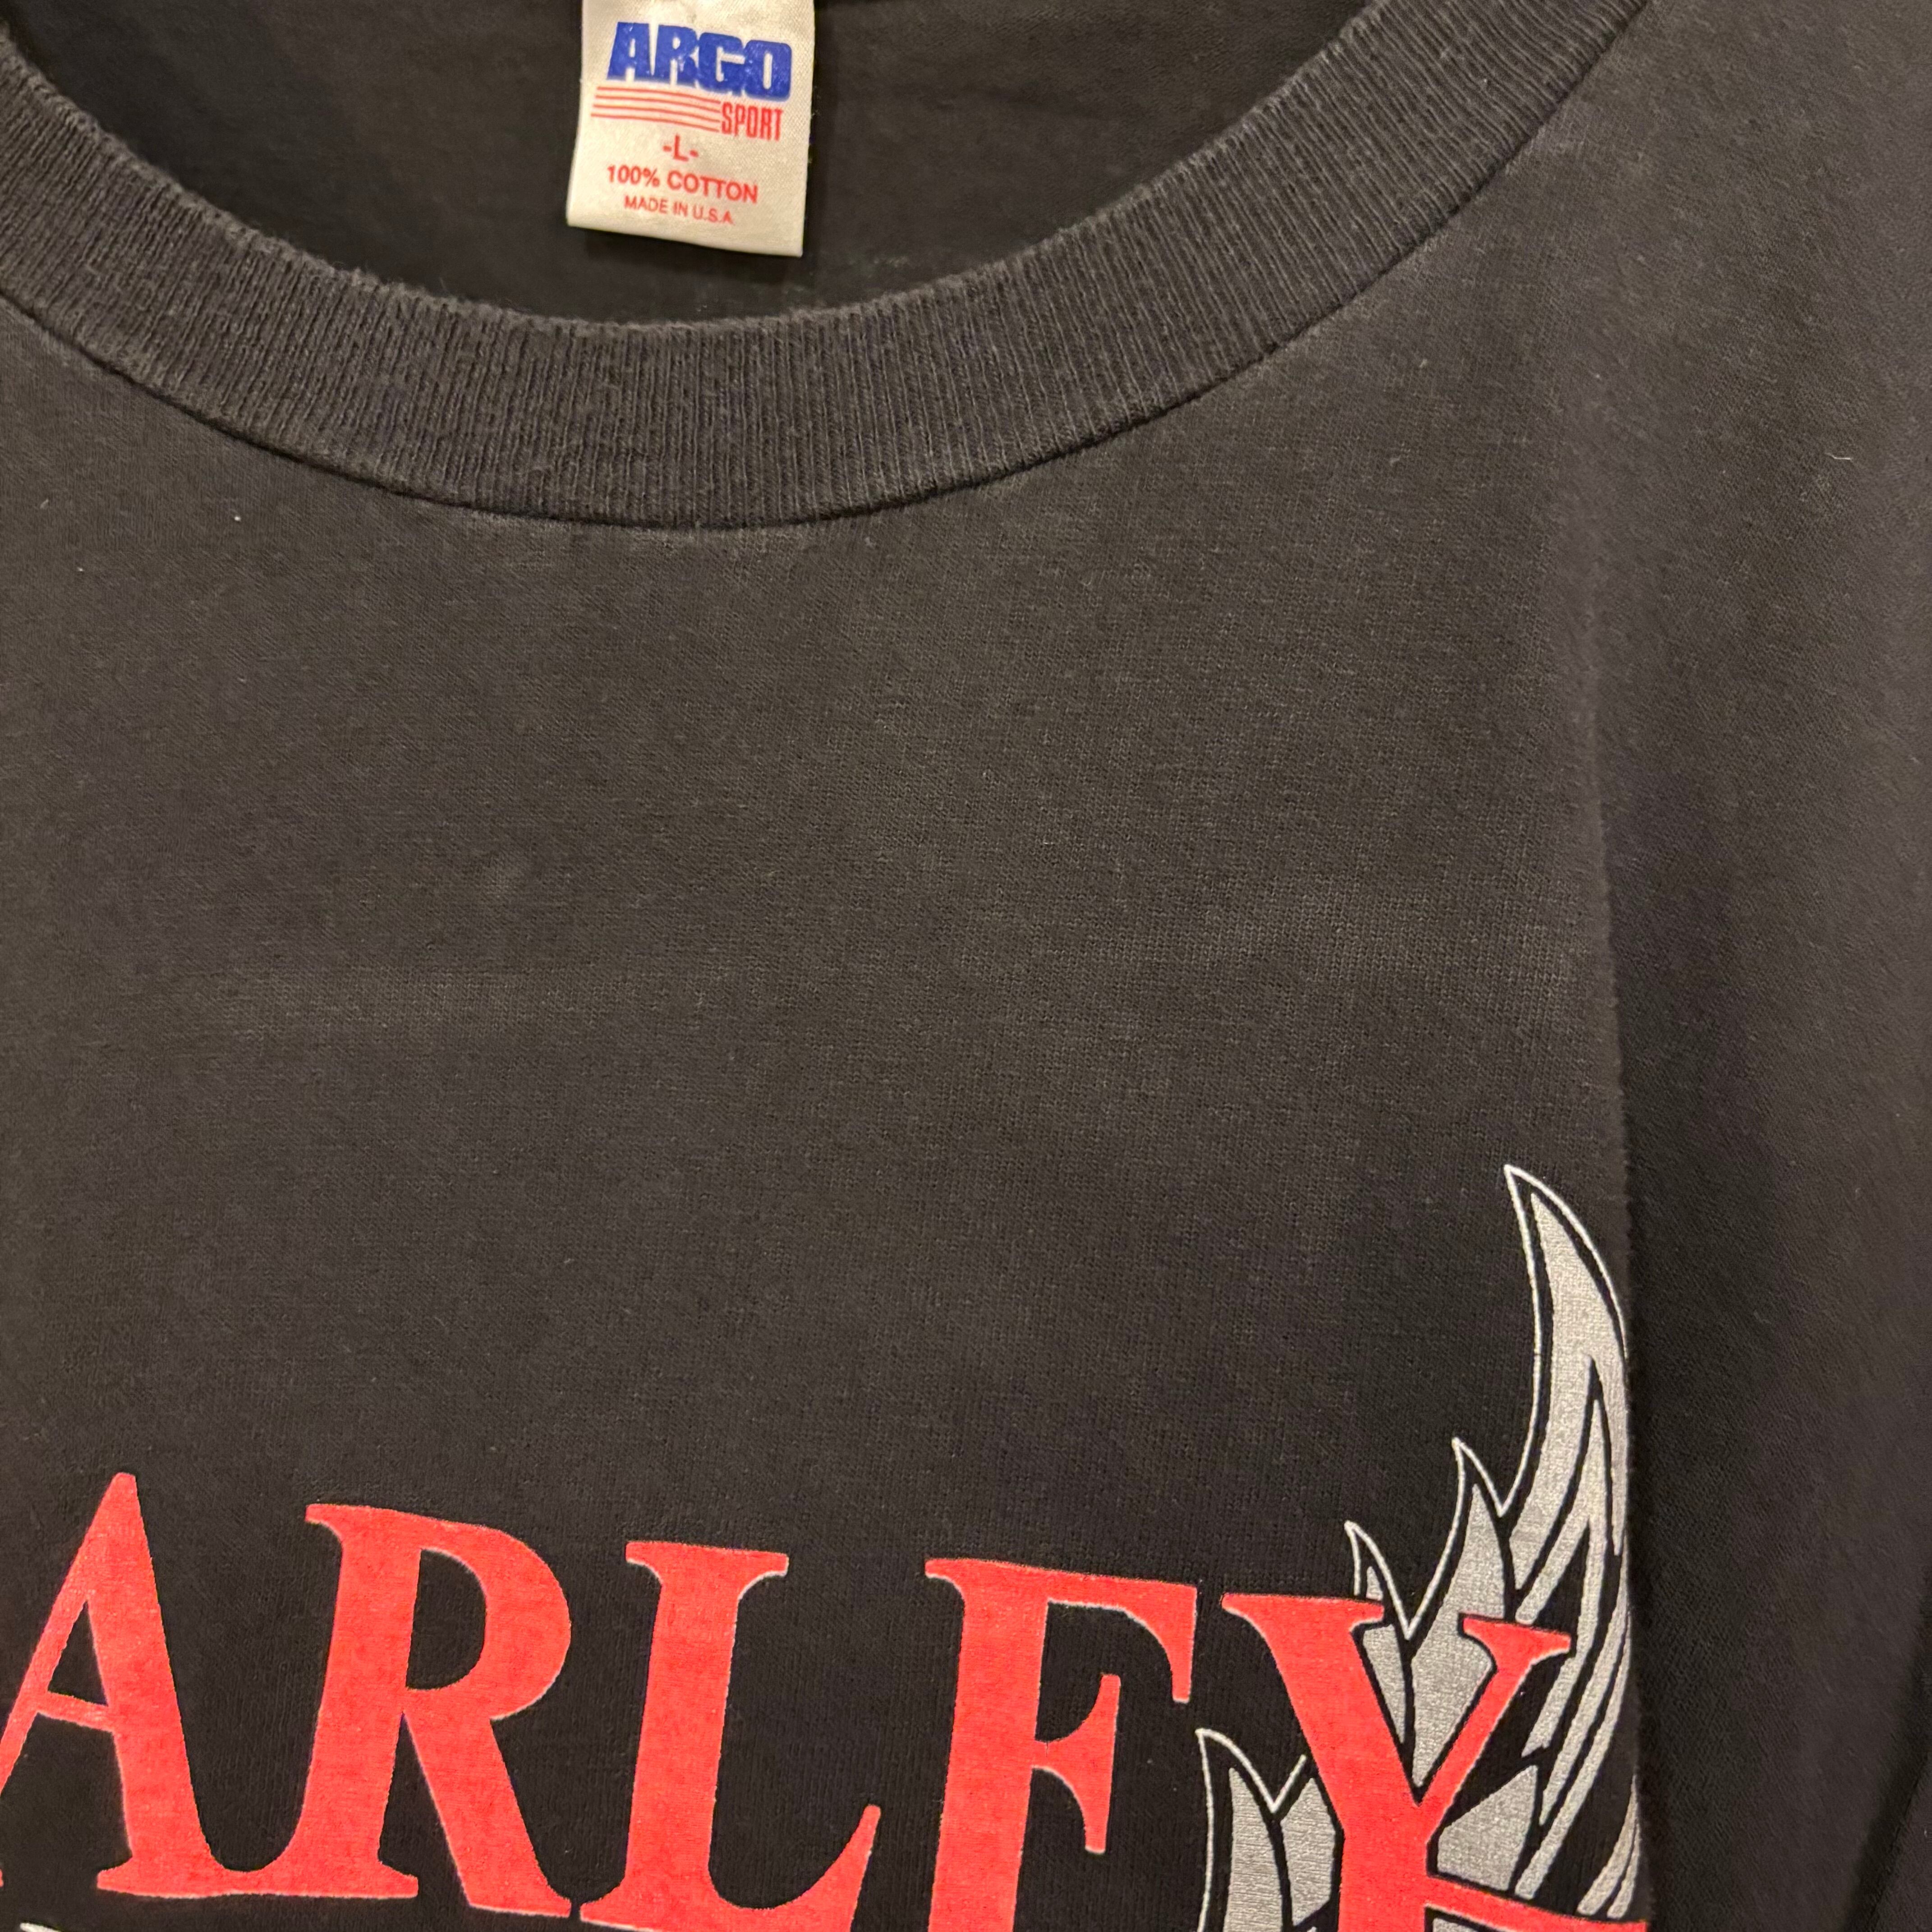 ARGO
SPORT
-L-
100% COTTON
MADE IN U.S.A
ARLEY